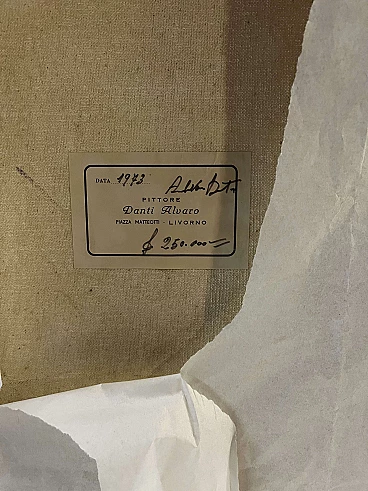 DATA 1973
PITTORE
Danti Alvaro
PIAZZA MATTEOTTI - LIVORNO
£ 250.000=